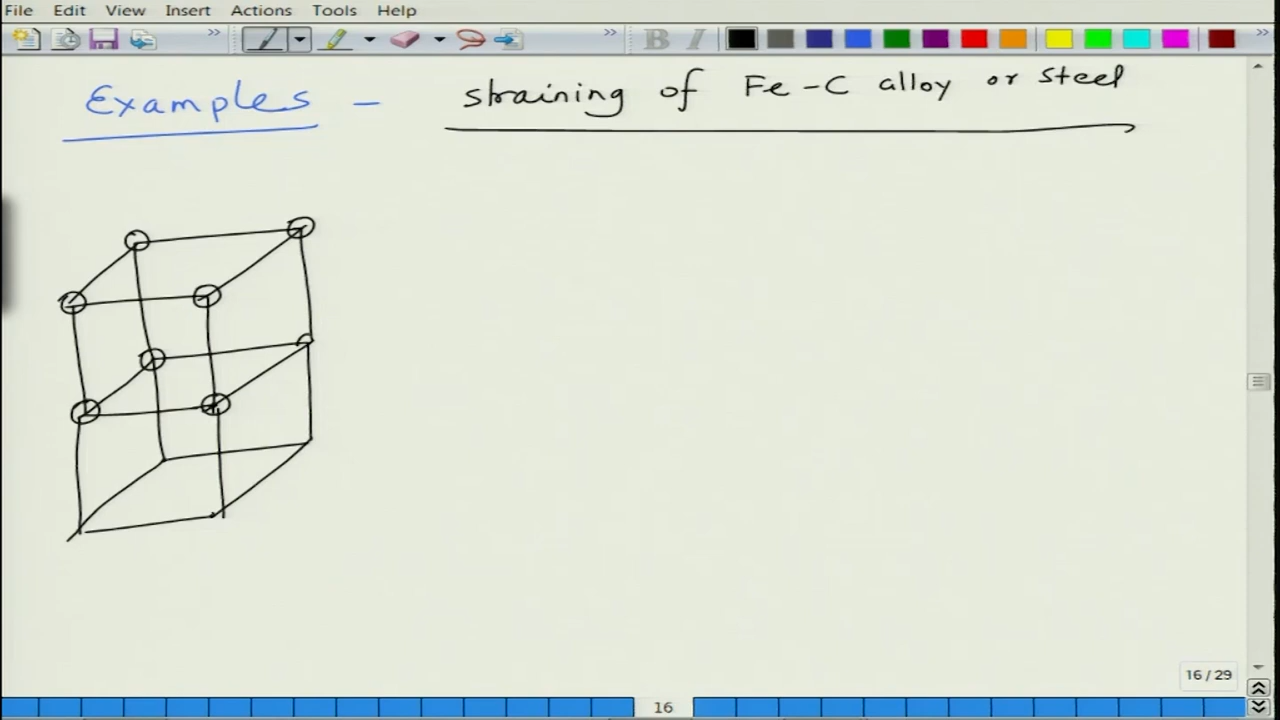 File Edit View Insert Actions Tools Help
B I
Examples - straining of Fe-C alloy or steel
16 / 29
16